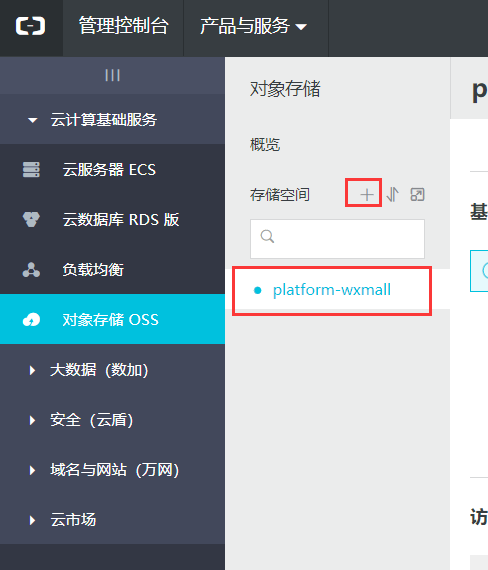 管理控制台 产品与服务
云计算基础服务
云服务器 ECS
云数据库 RDS 版
负载均衡
对象存储 OSS
大数据（数加）
安全（云盾）
域名与网站（万网）
云市场
对象存储
概览
存储空间
platform-wxmall
p
基
访